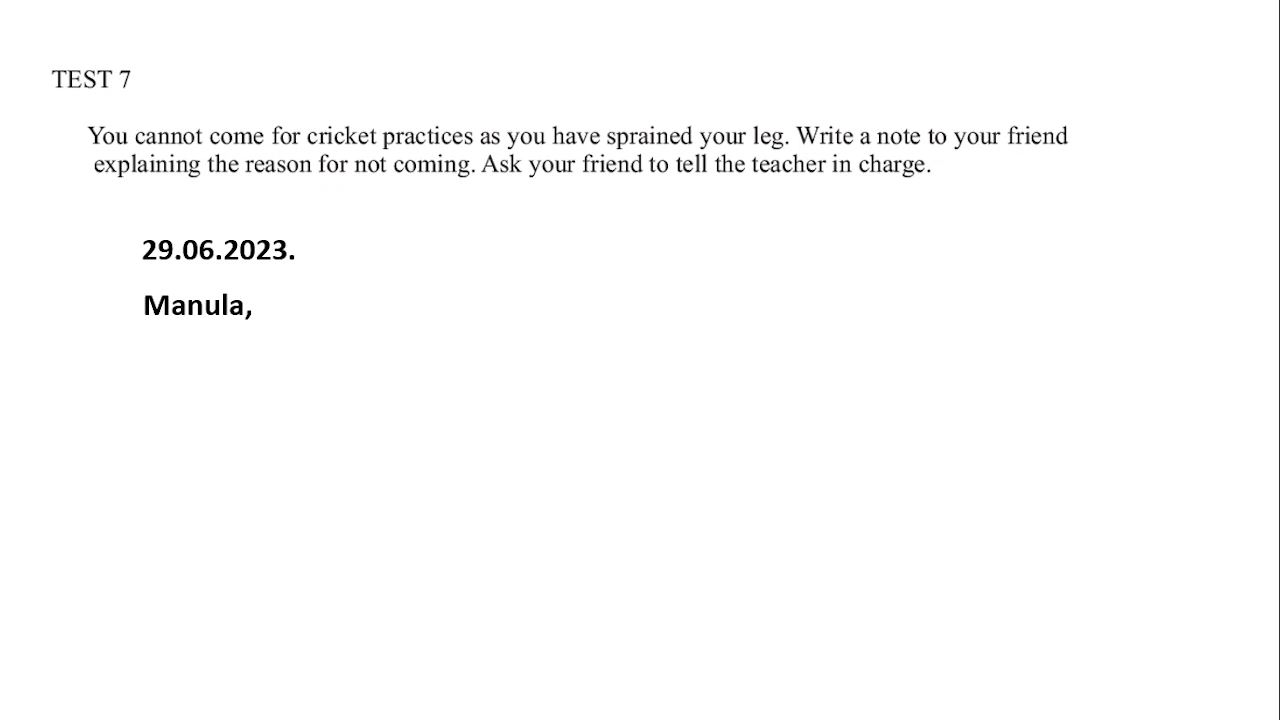 TEST 7
You cannot come for cricket practices as you have sprained your leg. Write a note to your friend
explaining the reason for not coming. Ask your friend to tell the teacher in charge.
29.06.2023.
Manula,